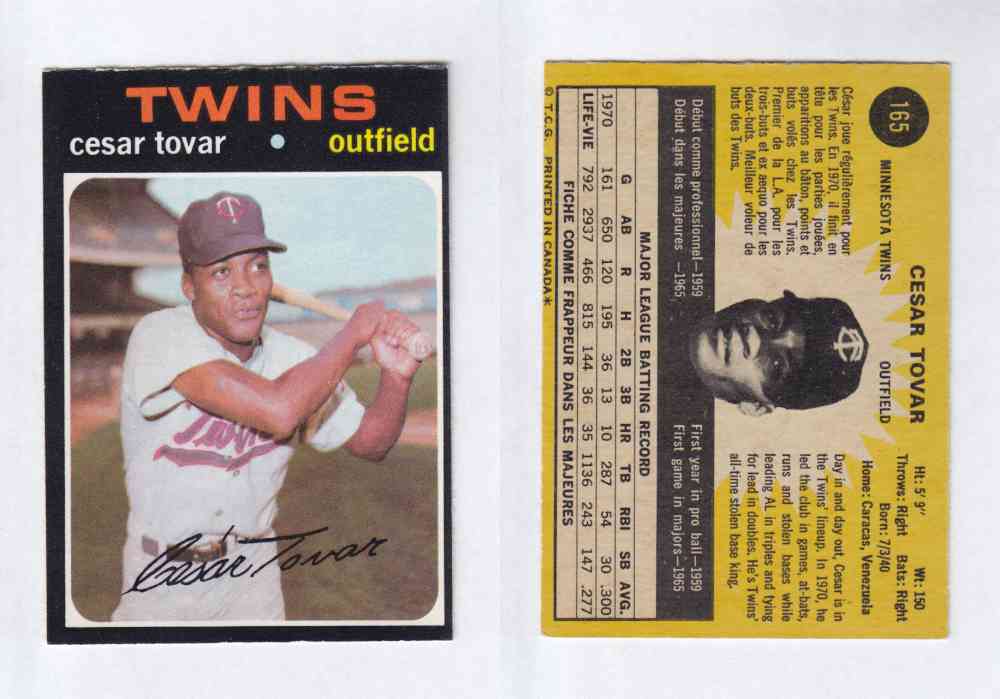 TWINS
cesar tovar • outfield
Twins
Cesar Tovar
165
CESAR TOVAR
MINNESOTA TWINS OUTFIELD
Ht: 5' 9" Wt: 150
Throws: Right Bats: Right
Born: 7/3/40
Home: Caracas, Venezuela
César joue régulièrement pour
les Twins. En 1970, il finit en
tête pour les parties jouées,
apparitions au bâton, points et
buts volés chez les Twins.
Premier de la L.A. pour les
trois-buts et ex aequo pour les
deux-buts. Meilleur voleur de
buts des Twins.
Day in and day out, Cesar is in
the Twins' lineup. In 1970 he
led the club in games, at-bats,
runs and stolen bases while
leading AL in triples and tying
for lead in doubles. He's Twins'
all-time stolen base king.
Début comme professionnel—1959 First year in pro ball—1959
Début dans les majeures —1965 First game in majors—1965
MAJOR LEAGUE BATTING RECORD
G AB R H 2B 3B HR TB RBI SB AVG.
1970 161 650 120 195 36 13 10 287 54 30 .300
LIFE-VIE 792 2937 466 815 144 36 35 1136 243 147 .277
FICHE COMME FRAPPEUR DANS LES MAJEURES
© T.C.G. PRINTED IN CANADA*